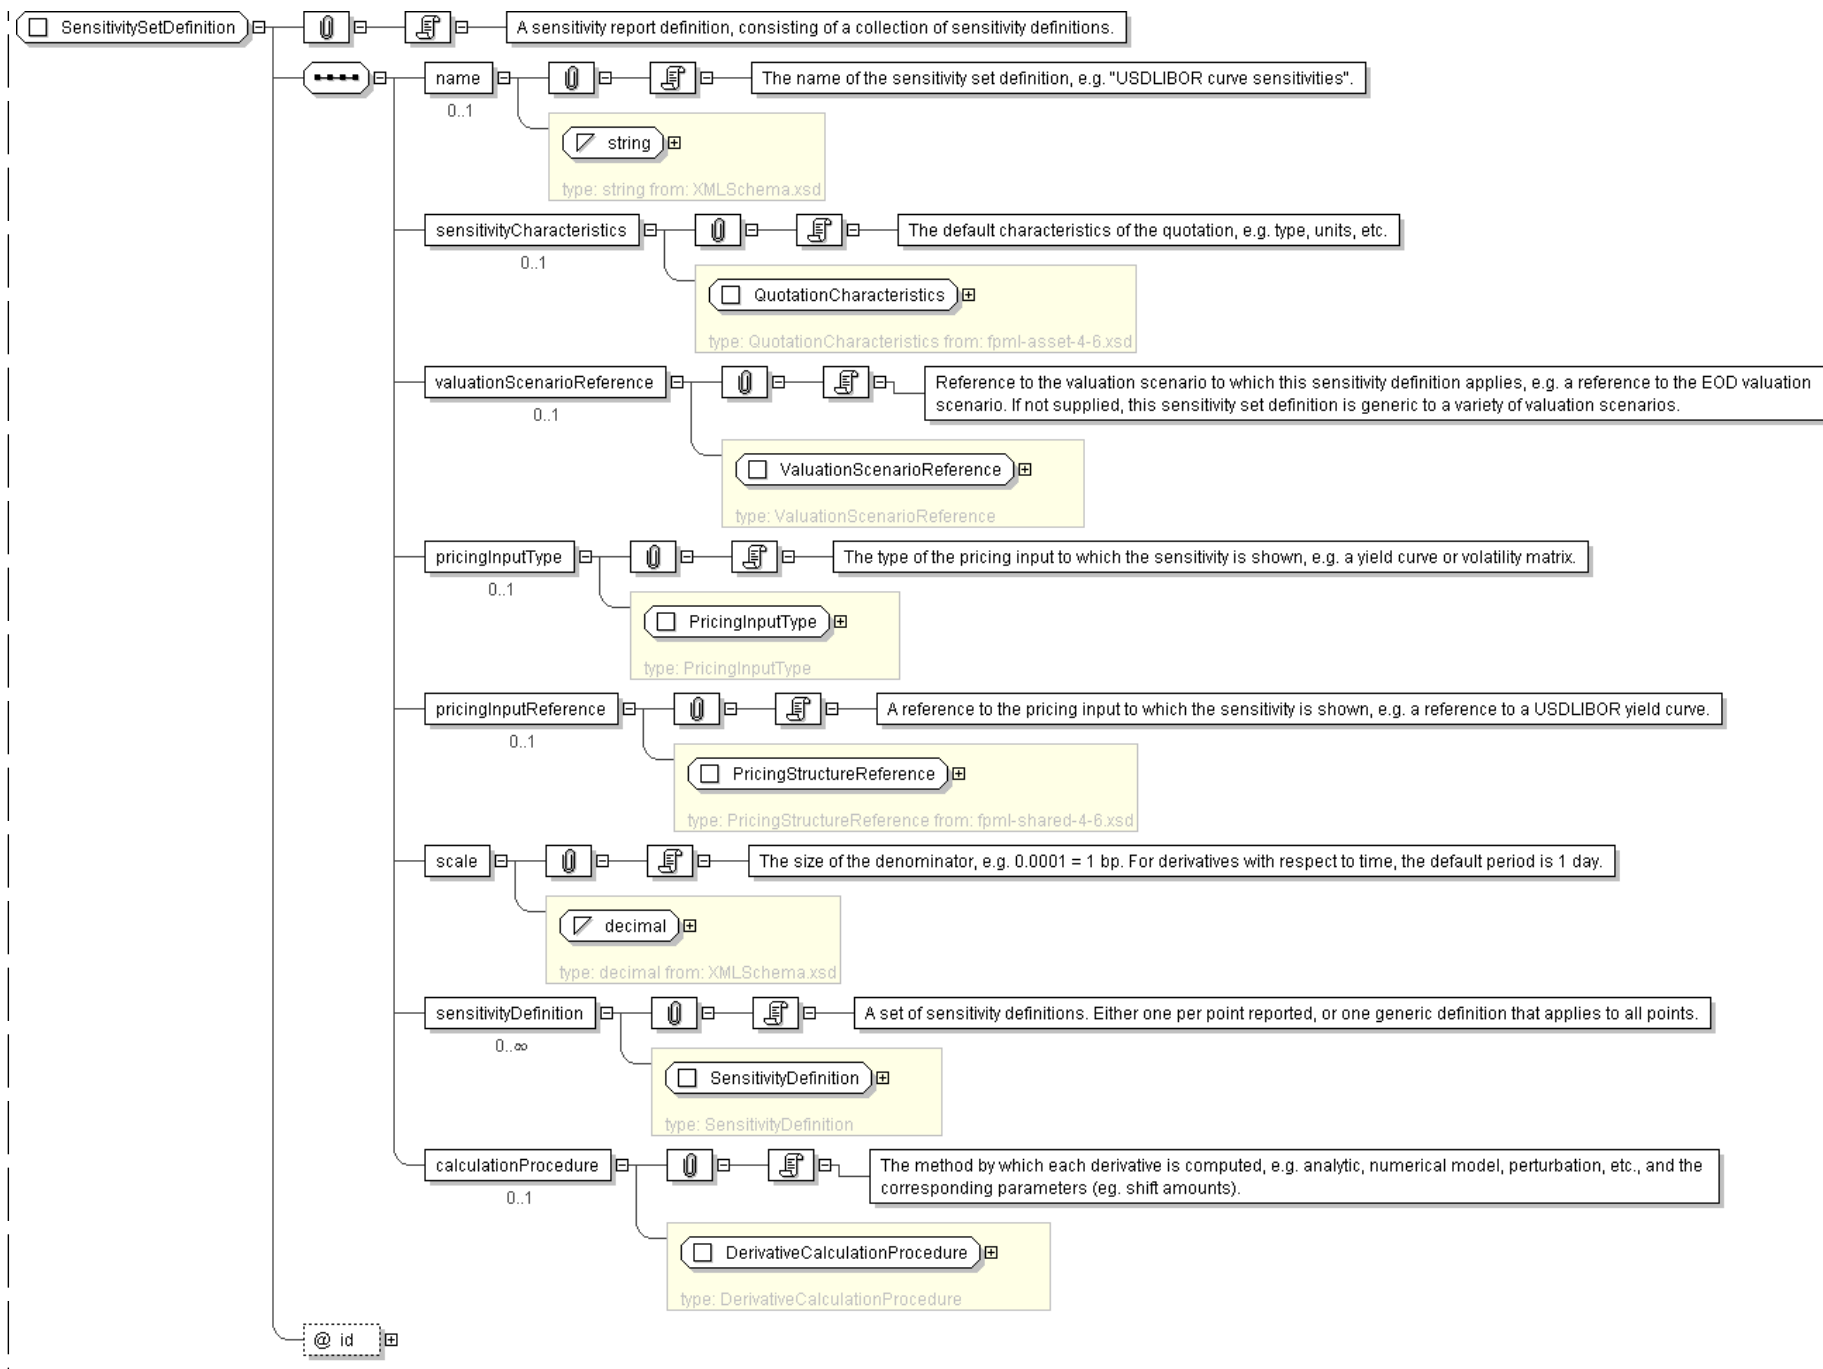 SensitivitySetDefinition
A sensitivity report definition, consisting of a collection of sensitivity definitions.
name
The name of the sensitivity set definition, e.g. "USDLIBOR curve sensitivities".
0..1
string
type: string from: XMLSchema.xsd
sensitivityCharacteristics
The default characteristics of the quotation, e.g. type, units, etc.
0..1
QuotationCharacteristics
type: QuotationCharacteristics from: fpml-asset-4-6.xsd
valuationScenarioReference
Reference to the valuation scenario to which this sensitivity definition applies, e.g. a reference to the EOD valuation
scenario. If not supplied, this sensitivity set definition is generic to a variety of valuation scenarios.
0..1
ValuationScenarioReference
type: ValuationScenarioReference
pricingInputType
The type of the pricing input to which the sensitivity is shown, e.g. a yield curve or volatility matrix.
0..1
PricingInputType
type: PricingInputType
pricingInputReference
A reference to the pricing input to which the sensitivity is shown, e.g. a reference to a USDLIBOR yield curve.
0..1
PricingStructureReference
type: PricingStructureReference from: fpml-shared-4-6.xsd
scale
The size of the denominator, e.g. 0.0001 = 1 bp. For derivatives with respect to time, the default period is 1 day.
decimal
type: decimal from: XMLSchema.xsd
sensitivityDefinition
A set of sensitivity definitions. Either one per point reported, or one generic definition that applies to all points.
0..∞
SensitivityDefinition
type: SensitivityDefinition
calculationProcedure
The method by which each derivative is computed, e.g. analytic, numerical model, perturbation, etc., and the
corresponding parameters (eg. shift amounts).
0..1
DerivativeCalculationProcedure
type: DerivativeCalculationProcedure
@ id